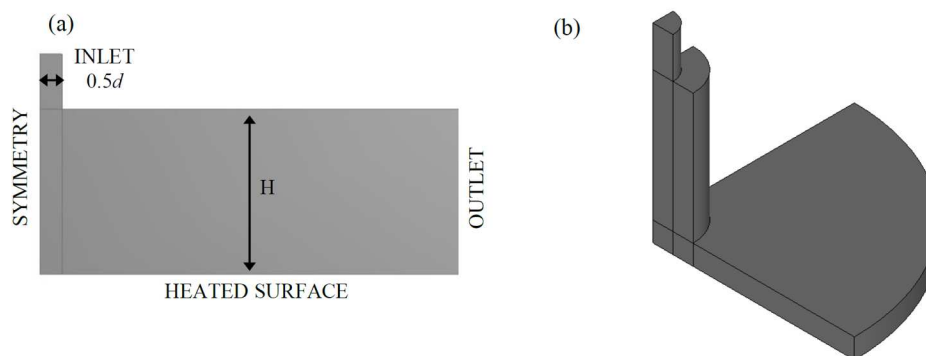 (a)
INLET
0.5d
SYMMETRY
H
OUTLET
HEATED SURFACE
(b)